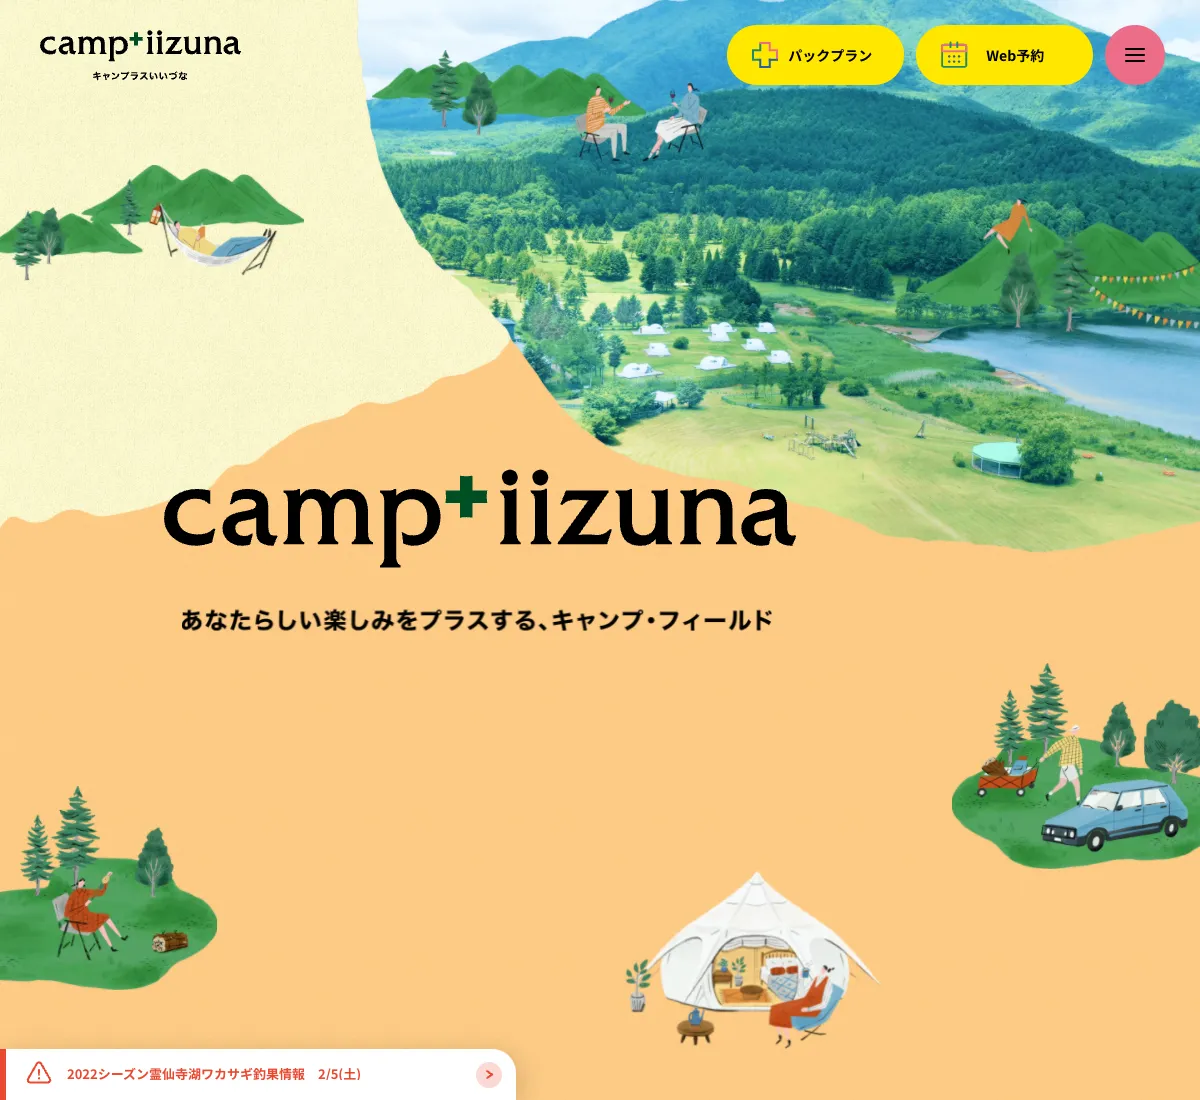 camp+iizuna
キャンプラスいいづな
パックプラン
Web予約
camp+iizuna
あなたらしい楽しみをプラスする、キャンプ・フィールド
2022シーズン霊仙寺湖ワカサギ釣果情報 2/5(土)